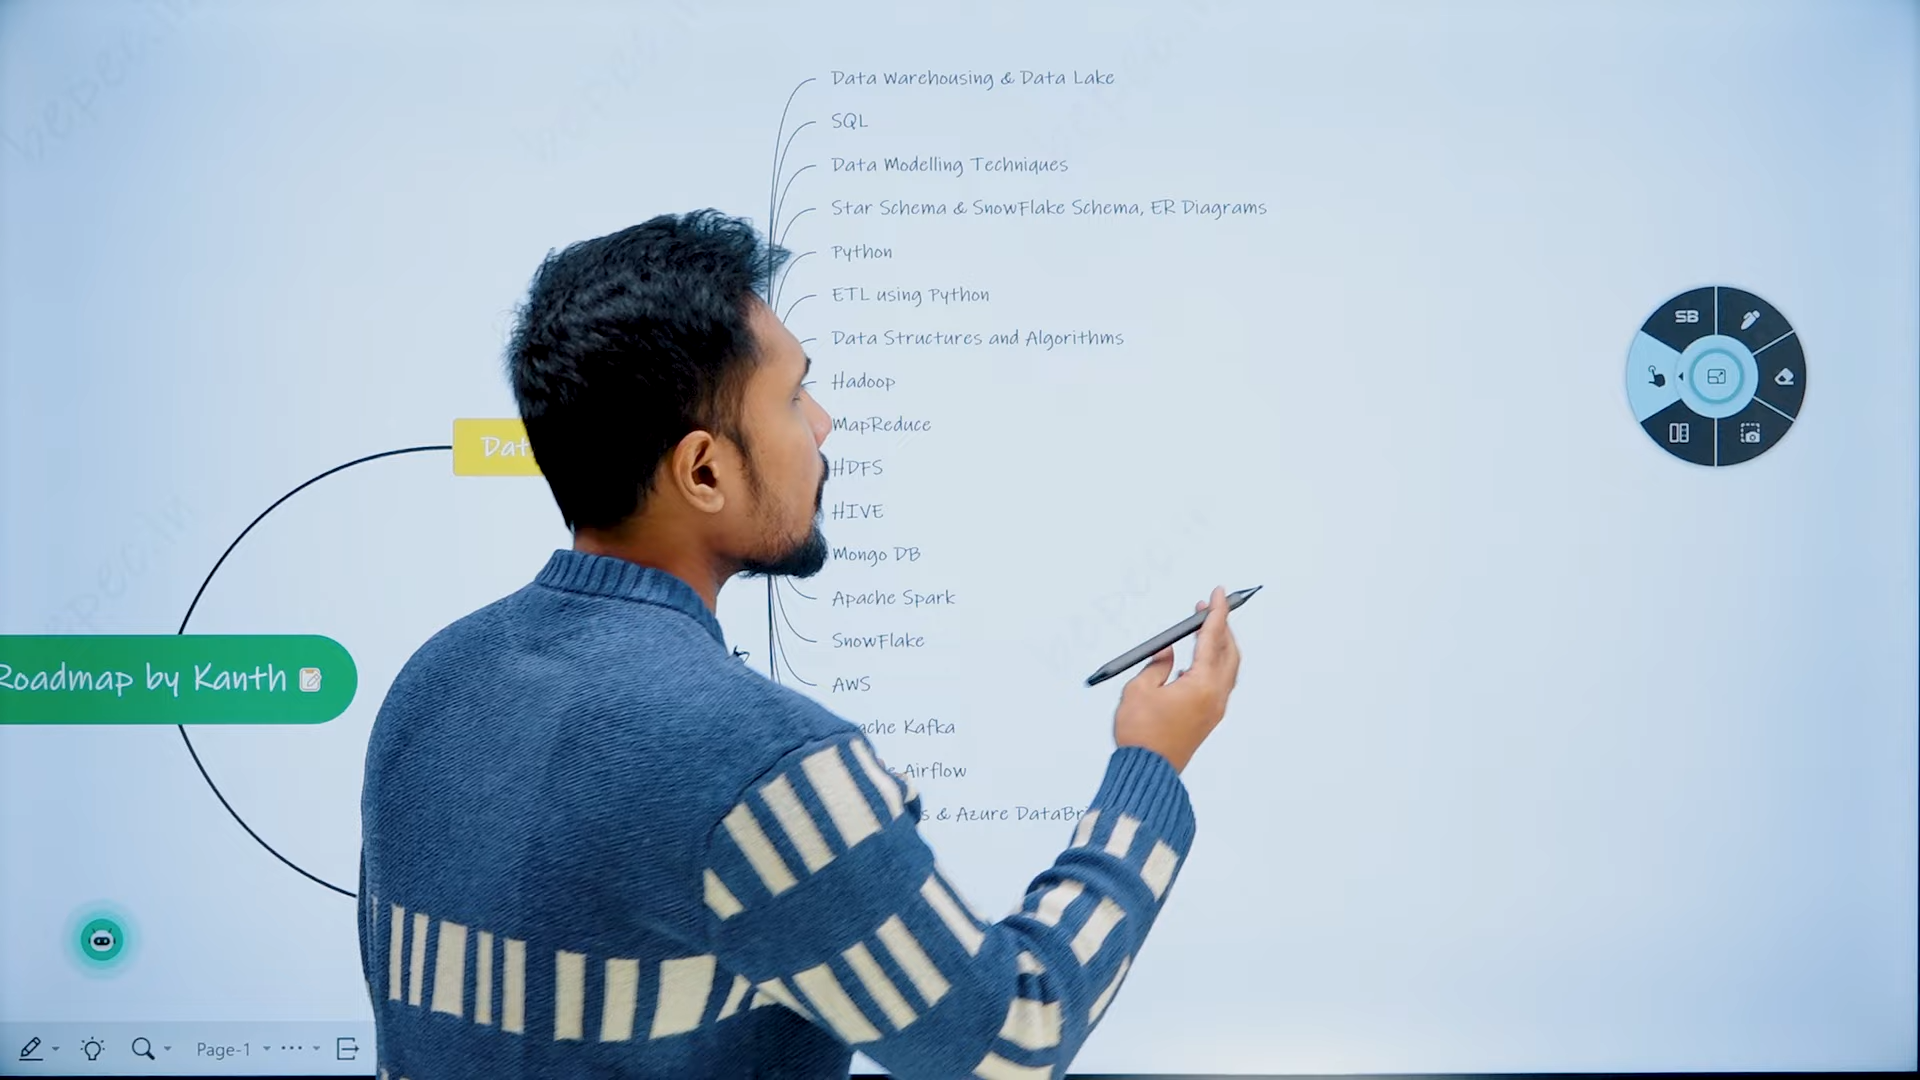 Data Warehousing & Data Lake
SQL
Data Modelling Techniques
Star Schema & SnowFlake Schema, ER Diagrams
Python
ETL using Python
Data Structures and Algorithms
Hadoop
MapReduce
HDFS
HIVE
Mongo DB
Apache Spark
SnowFlake
AWS
Kafka
Airflow
& Azure
Roadmap by Kanth
SB
Page-1
bepec.in